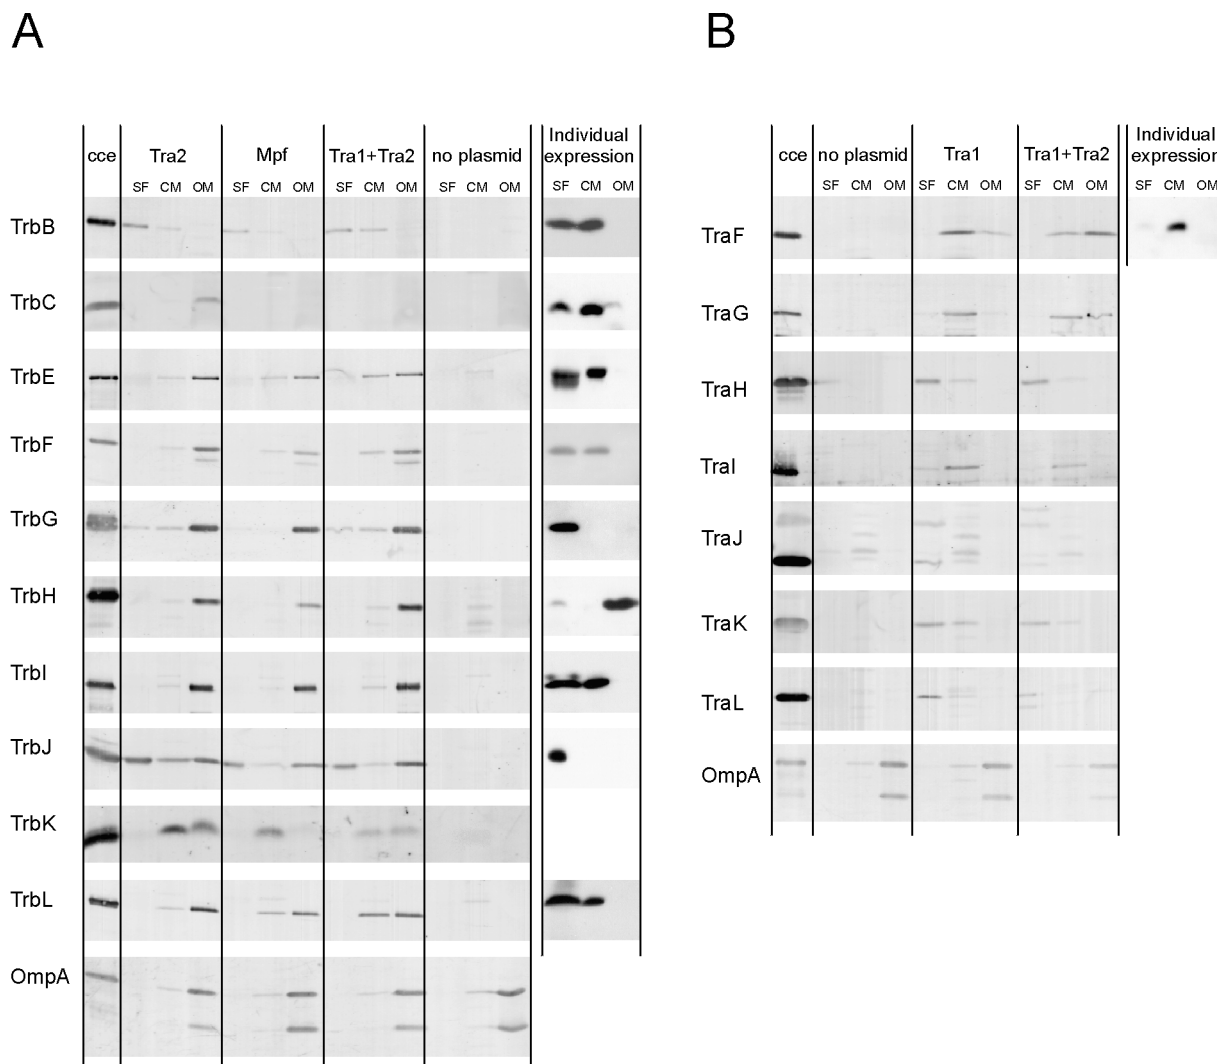 A
B
cce Tra2 Mpf Tra1+Tra2 no plasmid Individual expression
SF CM OM SF CM OM SF CM OM SF CM OM SF CM OM
TrbB
TrbC
TrbE
TrbF
TrbG
TrbH
TrbI
TrbJ
TrbK
TrbL
OmpA
cce no plasmid Tra1 Tra1+Tra2 Individual expression
SF CM OM SF CM OM SF CM OM SF CM OM
TraF
TraG
TraH
TraI
TraJ
TraK
TraL
OmpA